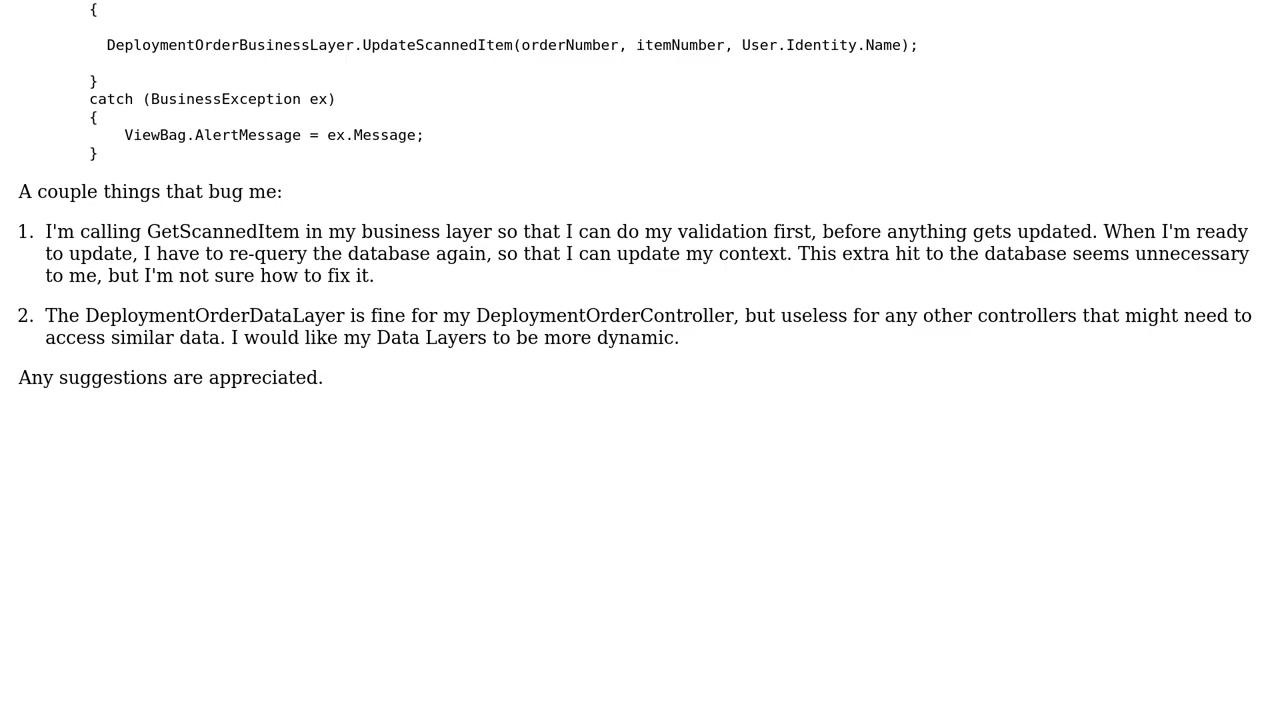 {
DeploymentOrderBusinessLayer.UpdateScannedItem(orderNumber, itemNumber, User.Identity.Name);
}
catch (BusinessException ex)
{
ViewBag.AlertMessage = ex.Message;
}
A couple things that bug me:
1. I'm calling GetScannedItem in my business layer so that I can do my validation first, before anything gets updated. When I'm ready
to update, I have to re-query the database again, so that I can update my context. This extra hit to the database seems unnecessary
to me, but I'm not sure how to fix it.
2. The DeploymentOrderDataLayer is fine for my DeploymentOrderController, but useless for any other controllers that might need to
access similar data. I would like my Data Layers to be more dynamic.
Any suggestions are appreciated.